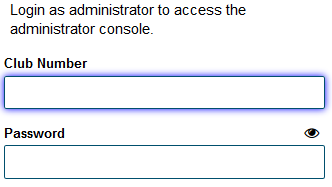 Login as administrator to access the
administrator console.
Club Number
Password